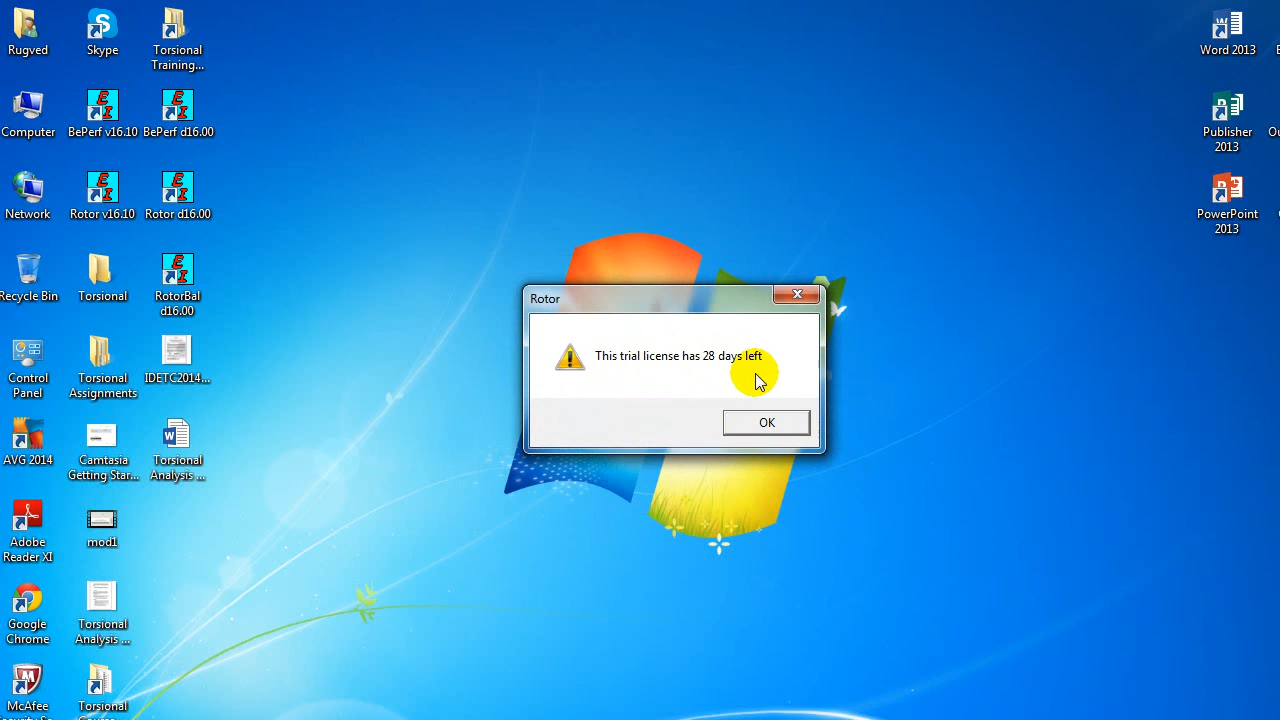 Rugved
Skype
Torsional
Training...
Computer
BePerf v16.10
BePerf d16.00
Network
Rotor v16.10
Rotor d16.00
Recycle Bin
Torsional
RotorBal
d16.00
Control
Panel
Torsional
Assignments
IDETC2014...
AVG 2014
Camtasia
Getting Star...
Torsional
Analysis ...
Adobe
Reader XI
mod1
Google
Chrome
Torsional
Analysis ...
McAfee
Torsional
Word 2013
Publisher
2013
PowerPoint
2013
Rotor
This trial license has 28 days left
OK